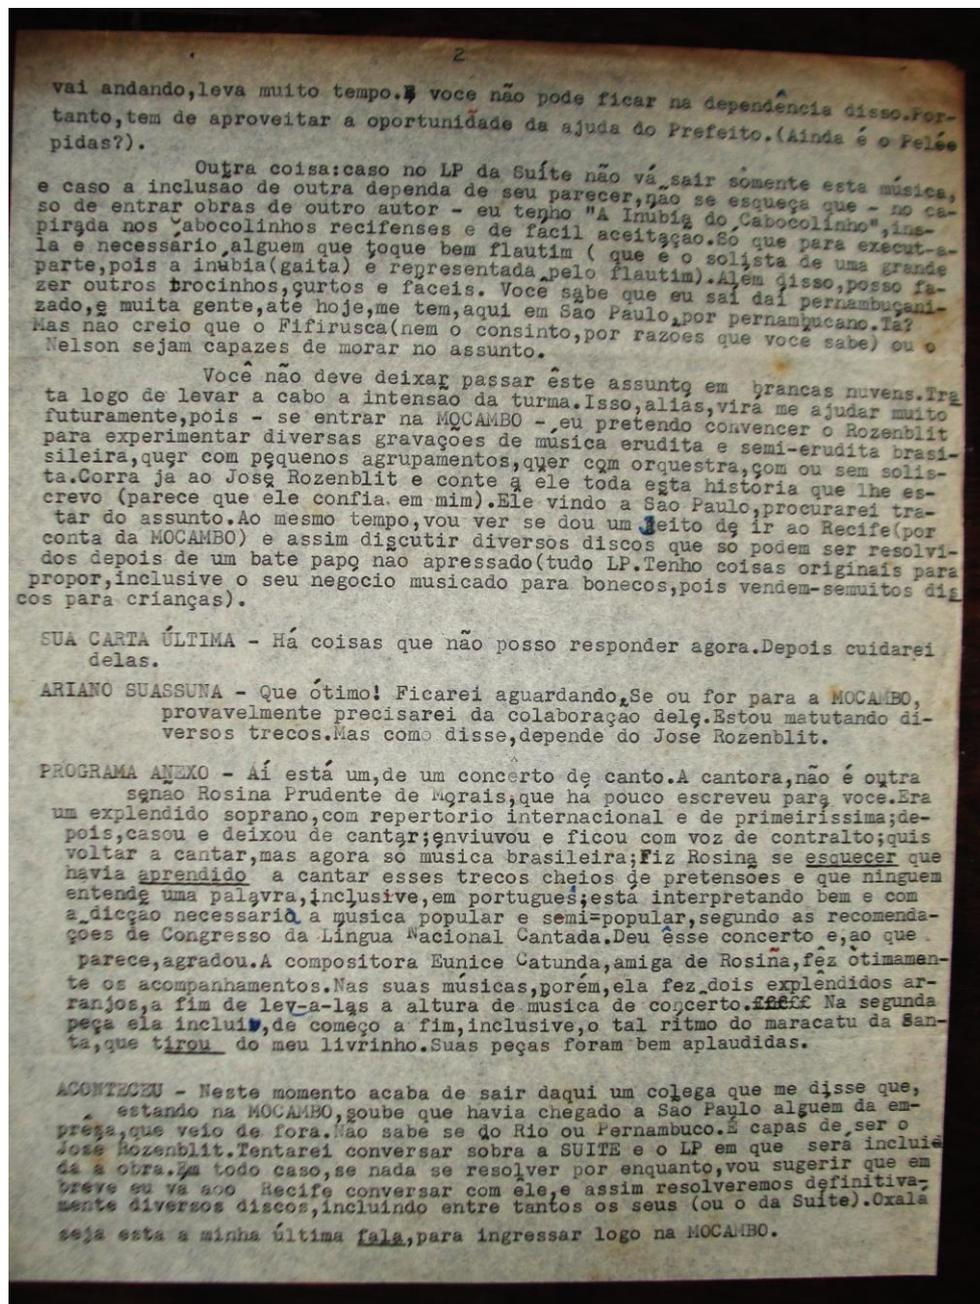 2
vai andando,leva muito tempo.E voce não pode ficar na dependência disso.Por-
tanto,tem de aproveitar a oportunidade da ajuda do Prefeito.(Ainda é o Pelóe
pidas?).
Outra coisa:caso no LP da Suíte não vá sair sòmente esta música,
e caso a inclusão de outra dependa de seu parecer,não se esqueça que - no ca-
so de entrar obras de outro autor - eu tenho "A Inúbia do Cabocolinho",ins-
pirada nos Cabocolinhos recifenses e de fácil aceitação.Só que para execut-a-
la é necessário alguem que toque bem flautim ( que é o solista de uma grande
parte,pois a inúbia(gaita) é representada pelo flautim).Além disso,posso fa-
zer outros trocinhos,curtos e fáceis. Você sabe que eu saí daí pernambucani-
zado,e muita gente,até hoje,me tem,aqui em São Paulo,por pernambucano.Tá?
Mas não creio que o Fifirusca(nem o consinto,por razões que você sabe) ou o
Nelson sejam capazes de morar no assunto.
Você não deve deixar passar êste assunto em brancas nuvens.Tra
ta logo de levar a cabo a intensão da turma.Isso,aliás,virá me ajudar muito
futuramente,pois - se entrar na MOCAMBO - eu pretendo convencer o Rozenblit
para experimentar diversas gravações de música erudita e semi-erudita brasi-
sileira,quer com pequenos agrupamentos,quer com orquestra,com ou sem solis-
ta.Corra já ao José Rozenblit e conte a ele toda esta história que lhe es-
crevo (parece que ele confia em mim).Ele vindo a São Paulo,procurarei tra-
tar do assunto.Ao mesmo tempo,vou ver se dou um jeito de ir ao Recife(por
conta da MOCAMBO) e assim discutir diversos discos que só podem ser resolvi-
dos depois de um bate papo não apressado(tudo LP.Tenho coisas originais para
propor,inclusive o seu negócio musicado para bonecos,pois vendem-semuitos dis
cos para crianças).
SUA CARTA ÚLTIMA - Há coisas que não posso responder agora.Depois cuidarei
delas.
ARIANO SUASSUNA - Que ótimo! Ficarei aguardando.Se ou for para a MOCAMBO,
provavelmente precisarei da colaboração dele.Estou matutando di-
versos trecos.Mas como disse,depende do José Rozenblit.
PROGRAMA ANEXO - Aí está um,de um concêrto de canto.A cantora,não é outra
senão Rosina Prudente de Morais,que há pouco escreveu para voce.Era
um explendido soprano,com repertório internacional e de primeiríssima;de-
pois,casou e deixou de cantar;enviuvou e ficou com voz de contralto;quis
voltar a cantar,mas agora só música brasileira;Fiz Rosina se esquecer que
havia aprendido a cantar esses trecos cheios de pretensões e que ninguem
entende uma palavra,inclusive,em português;está interpretando bem e com
a dicção necessaria a musica popular e semi=popular,segundo as recomenda-
ções de Congresso da Língua Nacional Cantada.Deu êsse concerto e,ao que
parece,agradou.A compositora Eunice Catunda,amiga de Rosiña,fêz òtimamen-
te os acompanhamentos.Nas suas músicas,porém,ela fez dois explêndidos ar-
ranjos,a fim de lev-a-las a altura de musica de concerto. Na segunda
peça ela inclui,de começo a fim,inclusive,o tal rítmo do maracatu da San-
ta,que tirou do meu livrinho.Suas peças foram bem aplaudidas.
ACONTECEU - Neste momento acaba de sair daqui um colega que me disse que,
estando na MOCAMBO,soube que havia chegado a São Paulo alguem da em-
prêsa,que veio de fora.Não sabe se do Rio ou Pernambuco.É capas de ser o
José Rozenblit.Tentarei conversar sobra a SUITE e o LP em que será incluí
da a obra.Em todo caso,se nada se resolver por enquanto,vou sugerir que em
breve eu vá aoo Recife conversar com êle,e assim resolveremos definitiva-
mente diversos discos,incluindo entre tantos os seus (ou o da Suíte).Oxalá
seja esta a minha última fala,para ingressar logo na MOCAMBO.